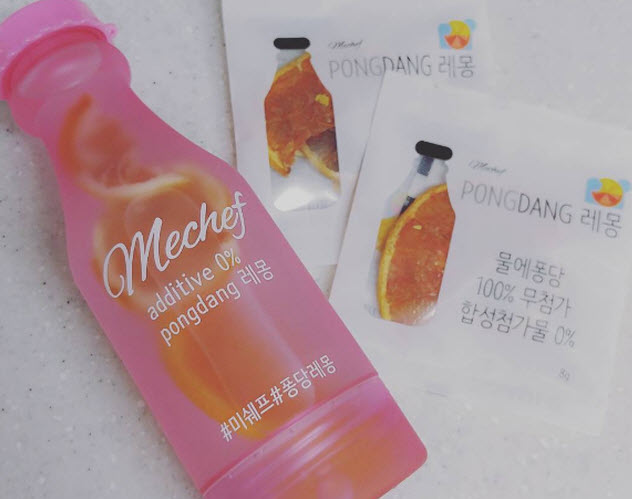 Mechef
PONGDANG 레몽
Mechef
PONGDANG 레몽
물에퐁당
100% 무첨가
합성첨가물 0%
8g
Mechef
additive 0%
pongdang 레몽
#미쉐프#퐁당레몽